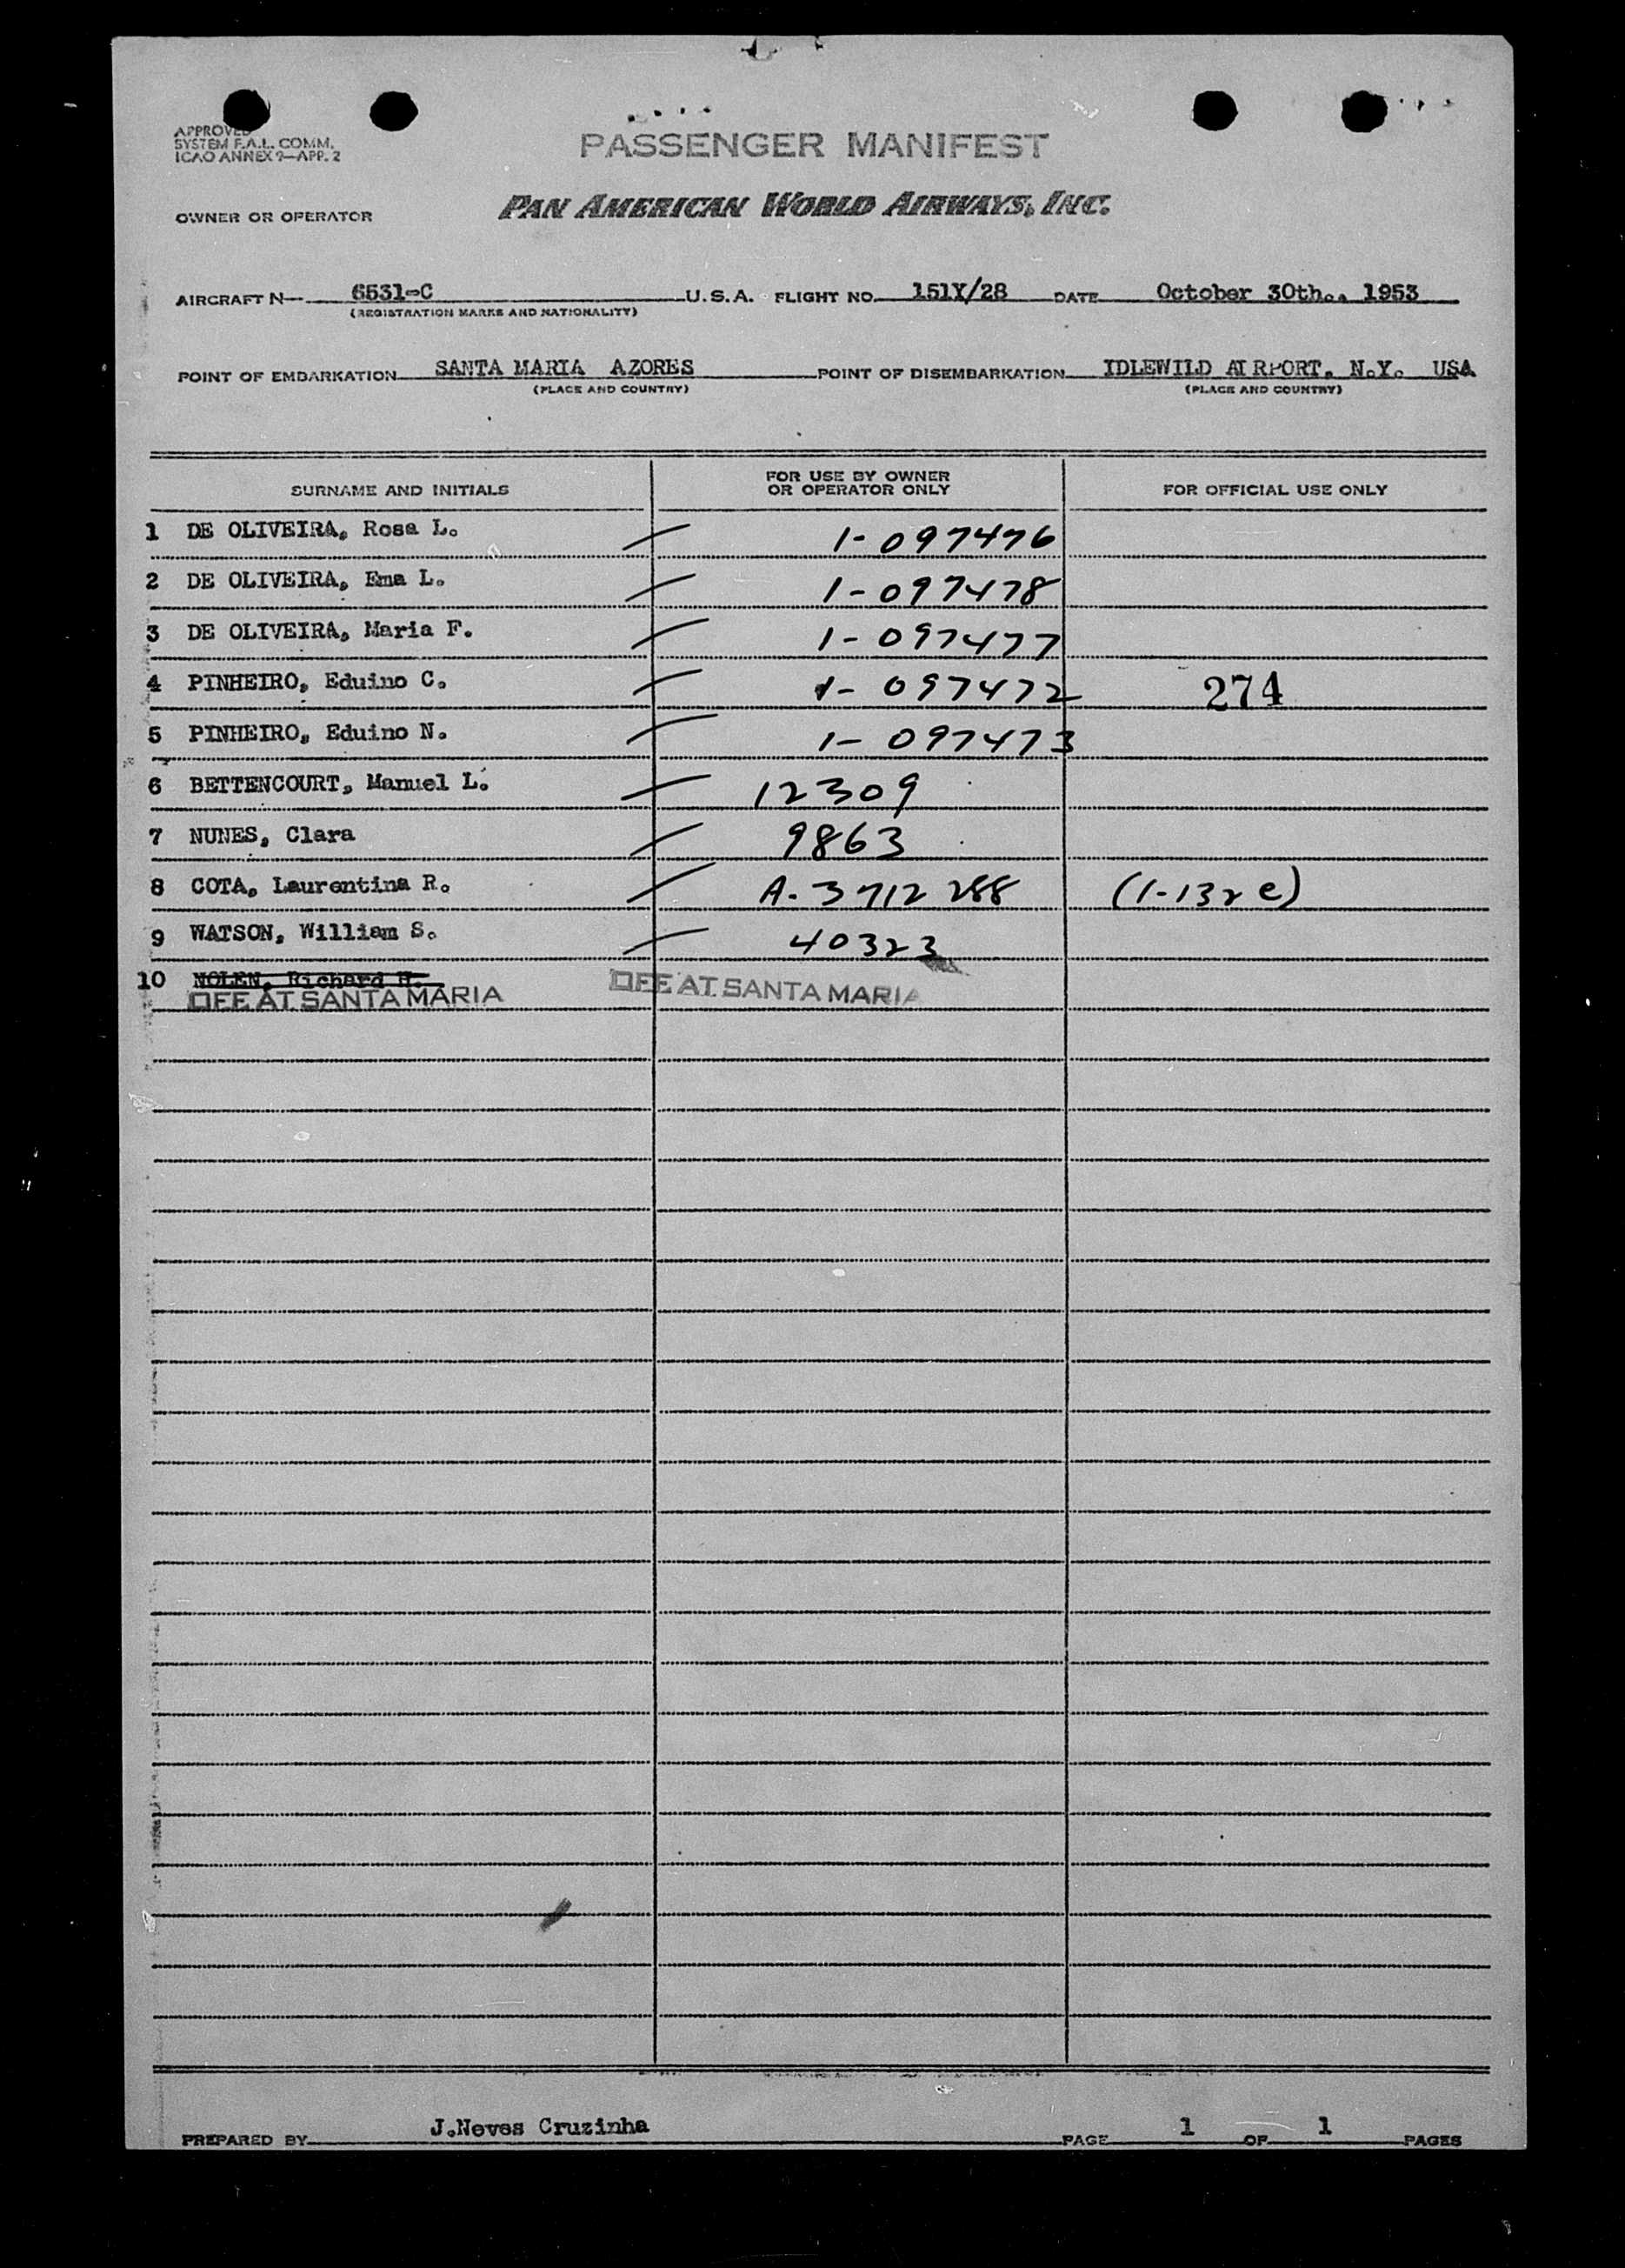 APPROVED
SYSTEM F.A.L. COMM.
ICAO ANNEX 9—APP. 2
PASSENGER MANIFEST
OWNER OR OPERATOR PAN AMERICAN WORLD AIRWAYS, INC.
AIRCRAFT N— 6531-C U.S.A. FLIGHT NO. 151X/28 DATE October 30th., 1953
(REGISTRATION MARKS AND NATIONALITY)
POINT OF EMBARKATION SANTA MARIA AZORES POINT OF DISEMBARKATION IDLEWILD AIRPORT, N.Y. USA
(PLACE AND COUNTRY) (PLACE AND COUNTRY)
SURNAME AND INITIALS FOR USE BY OWNER OR OPERATOR ONLY FOR OFFICIAL USE ONLY
1 DE OLIVEIRA, Rosa L. 1-097476
2 DE OLIVEIRA, Ema L. 1-097478
3 DE OLIVEIRA, Maria F. 1-097477
4 PINHEIRO, Eduino C. 1-097472 274
5 PINHEIRO, Eduino N. 1-097473
6 BETTENCOURT, Manuel L. 12309
7 NUNES, Clara 9863
8 COTA, Laurentina R. A-3712288 (1-132e)
9 WATSON, William S. 40323
10 NOLEN, Richard H.
OFF AT SANTA MARIA OFF AT SANTA MARIA
PREPARED BY J.Neves Cruzinha PAGE 1 OF 1 PAGES